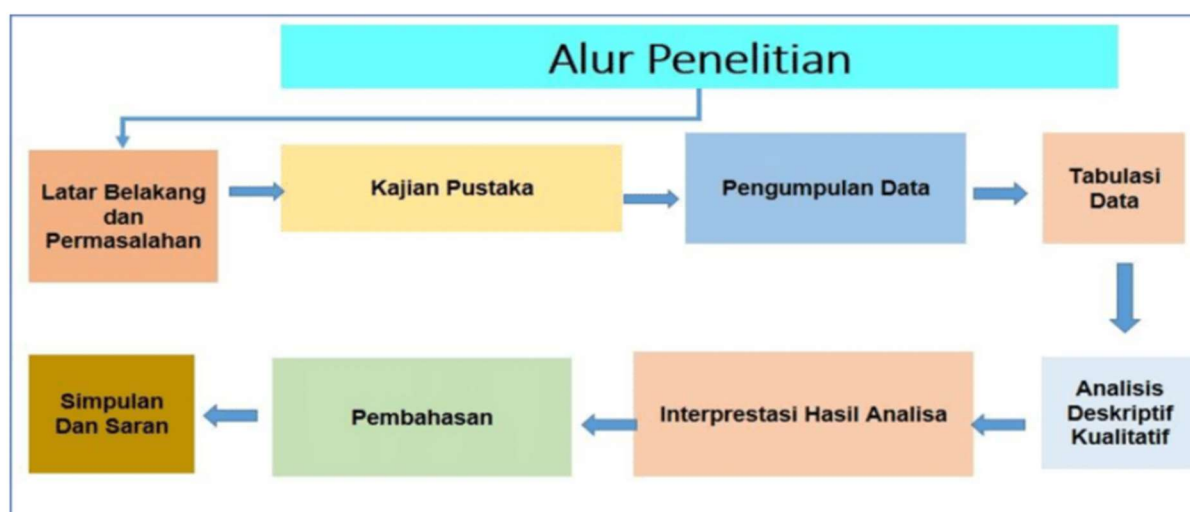 Alur Penelitian
Latar Belakang
dan
Permasalahan
Kajian Pustaka
Pengumpulan Data
Tabulasi
Data
Analisis
Deskriptif
Kualitatif
Interprestasi Hasil Analisa
Pembahasan
Simpulan
Dan Saran